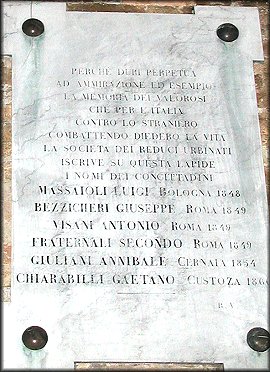 PERCHÈ DURI PERPETUA
AD AMMIRAZIONE ED ESEMPIO
LA MEMORIA DEI VALOROSI
CHE PER L'ITALIA
CONTRO LO STRANIERO
COMBATTENDO DIEDERO LA VITA
LA SOCIETÀ DEI REDUCI URBINATI
ISCRIVE SU QUESTA LAPIDE
I NOMI DEI CONCITTADINI
MASSAIOLI LUIGI BOLOGNA 1848
BEZZICHERI GIUSEPPE ROMA 1849
VISANI ANTONIO ROMA 1849
FRATERNALI SECONDO ROMA 1849
GIULIANI ANNIBALE CERNAIA 1854
CHIARABILLI GAETANO CUSTOZA